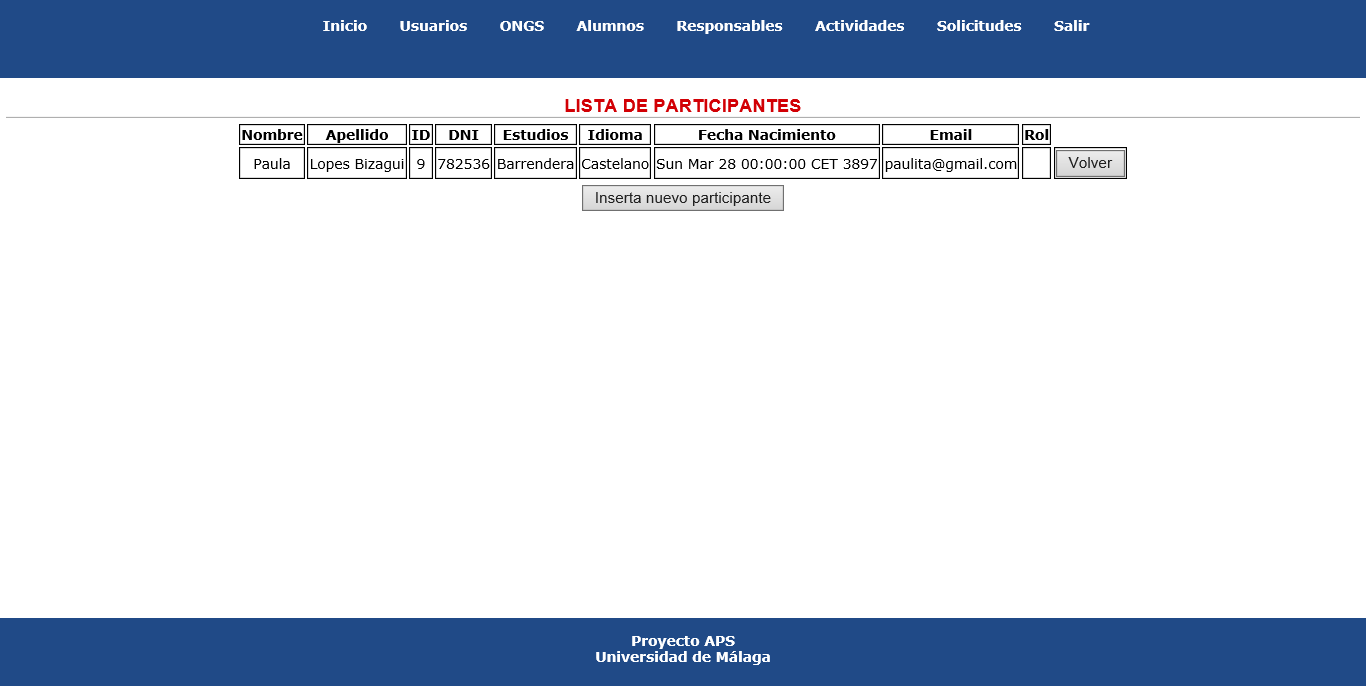 Inicio Usuarios ONGS Alumnos Responsables Actividades Solicitudes Salir
LISTA DE PARTICIPANTES
Nombre Apellido ID DNI Estudios Idioma Fecha Nacimiento Email Rol
Paula Lopes Bizagui 9 782536 Barrendera Castelano Sun Mar 28 00:00:00 CET 3897 paulita@gmail.com Volver
Inserta nuevo participante
Proyecto APS
Universidad de Málaga